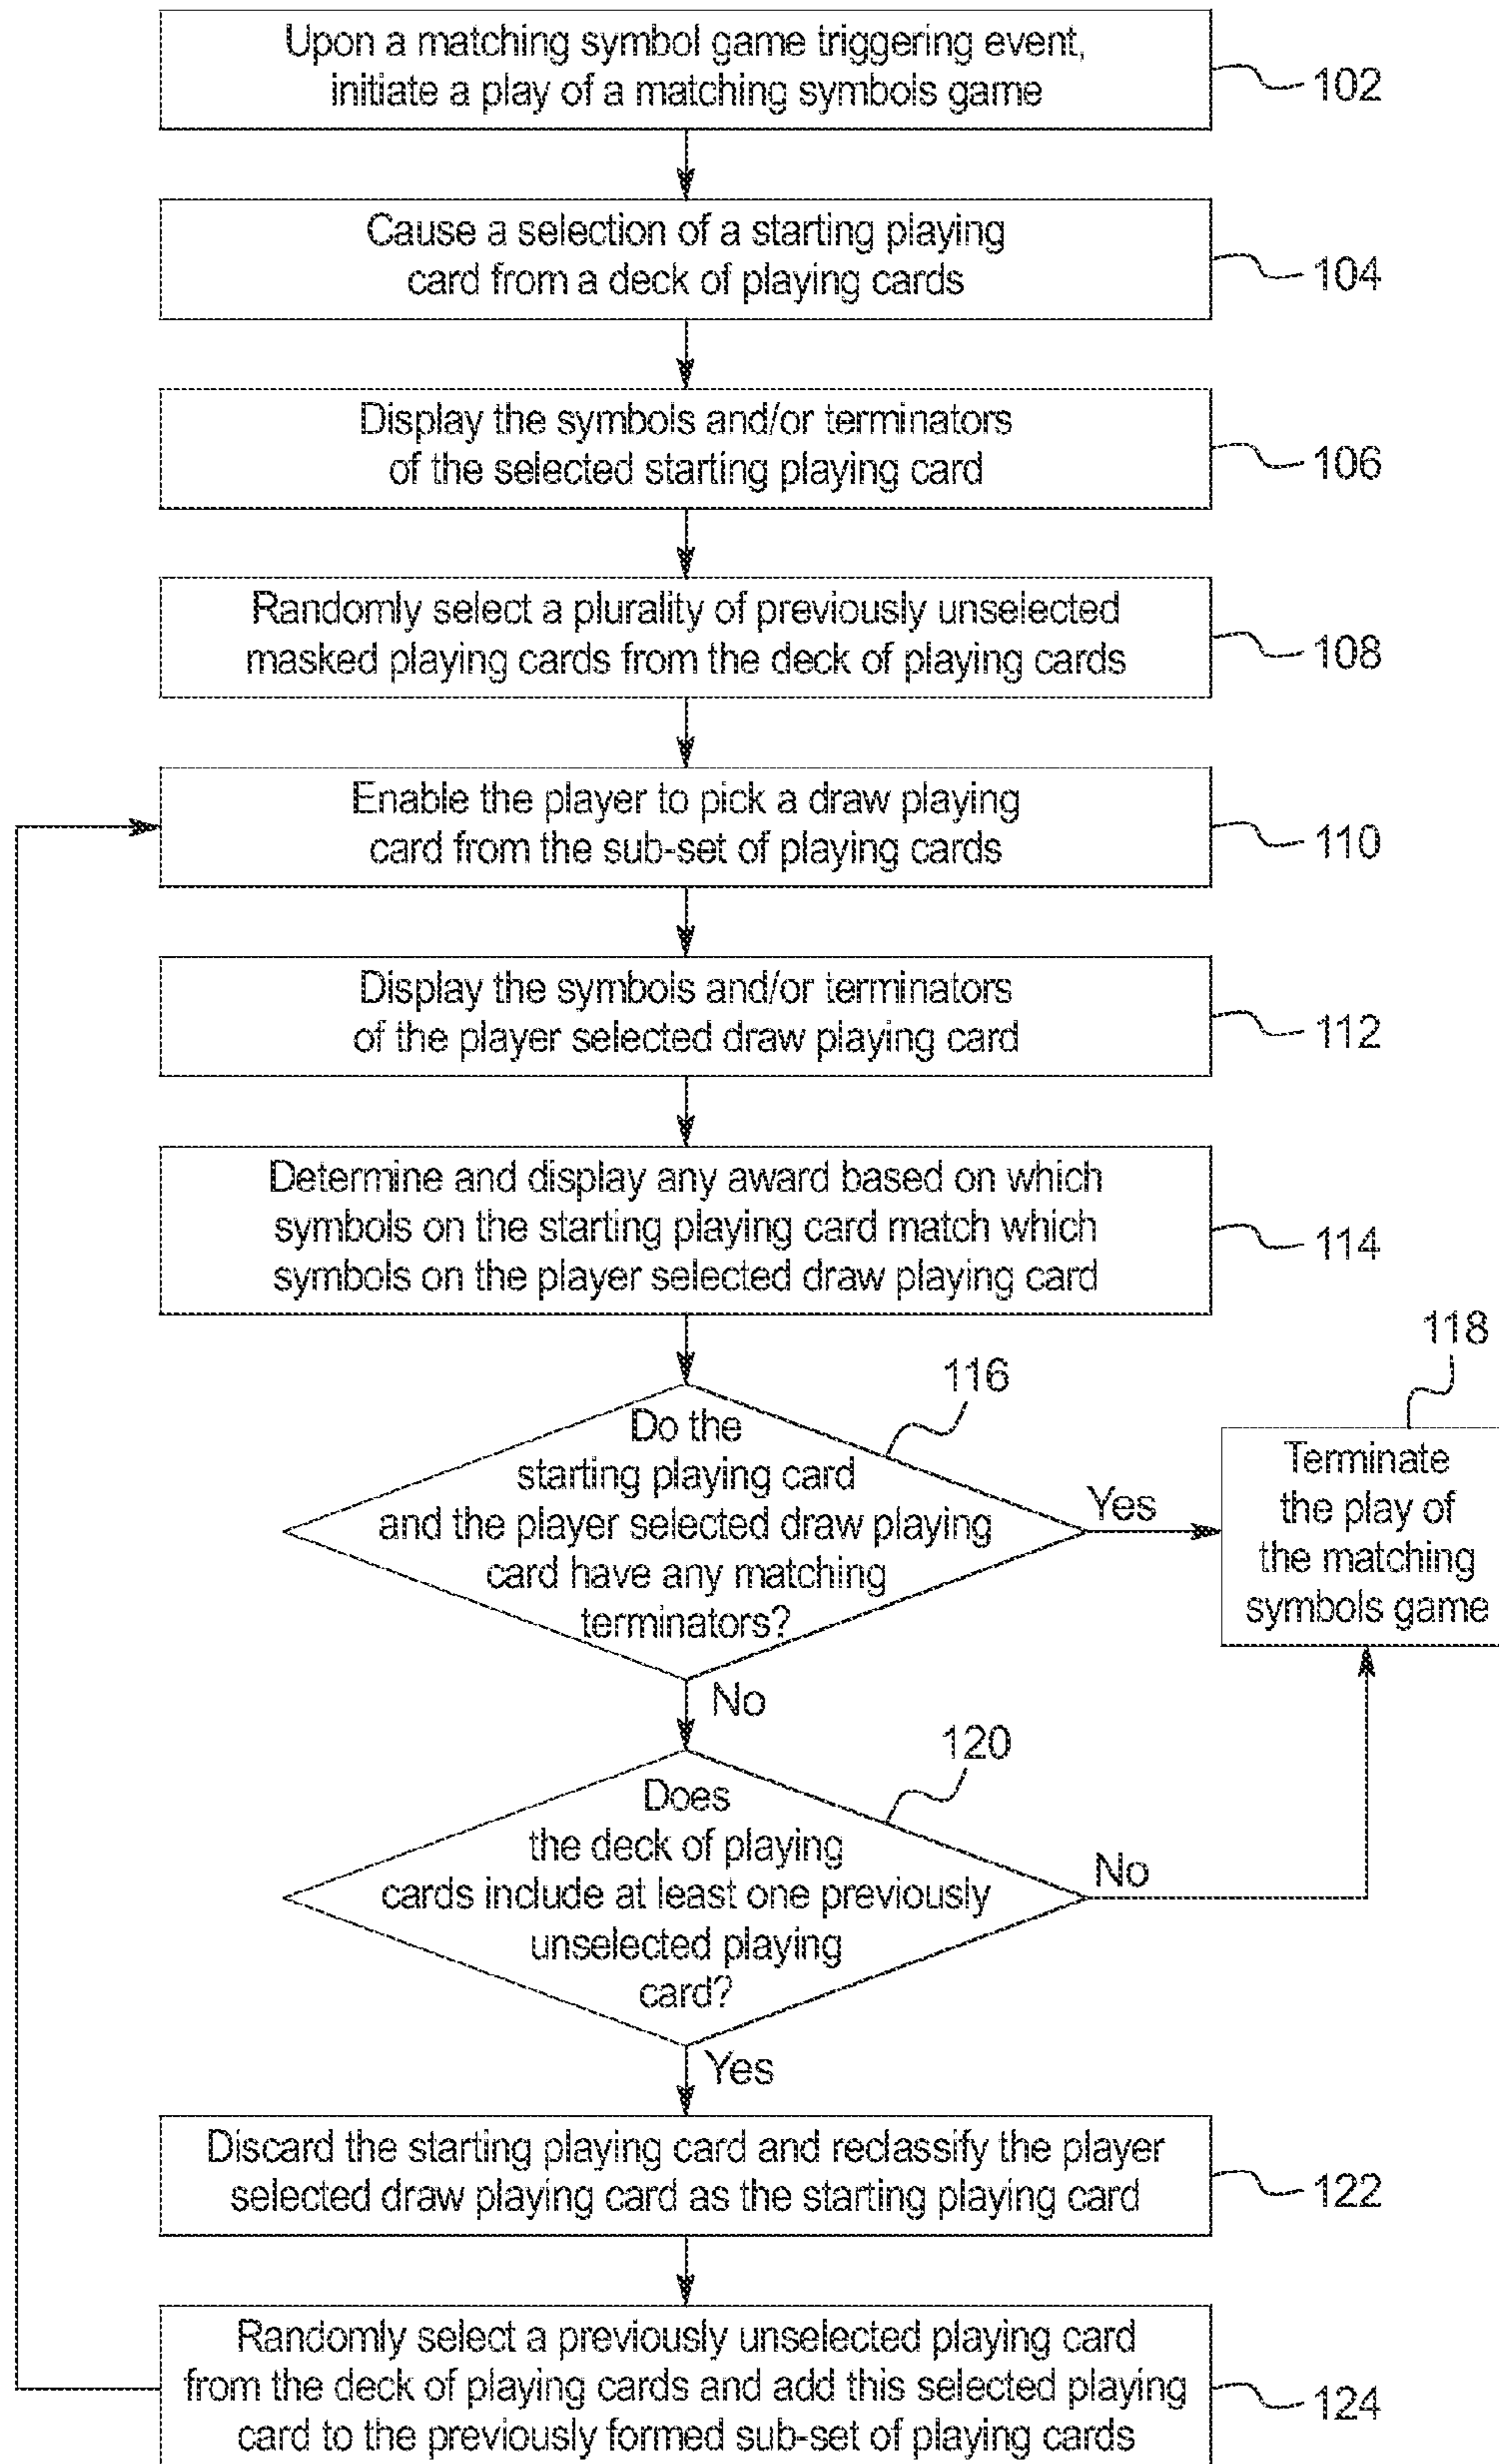 Upon a matching symbol game triggering event,
initiate a play of a matching symbols game
102
Cause a selection of a starting playing
card from a deck of playing cards
104
Display the symbols and/or terminators
of the selected starting playing card
106
Randomly select a plurality of previously unselected
masked playing cards from the deck of playing cards
108
Enable the player to pick a draw playing
card from the sub-set of playing cards
110
Display the symbols and/or terminators
of the player selected draw playing card
112
Determine and display any award based on which
symbols on the starting playing card match which
symbols on the player selected draw playing card
114
Do the
starting playing card
and the player selected draw playing
card have any matching
terminators?
116
Yes
118
Terminate
the play of
the matching
symbols game
No
Does
the deck of playing
cards include at least one previously
unselected playing
card?
120
No
Yes
Discard the starting playing card and reclassify the player
selected draw playing card as the starting playing card
122
Randomly select a previously unselected playing card
from the deck of playing cards and add this selected playing
card to the previously formed sub-set of playing cards
124